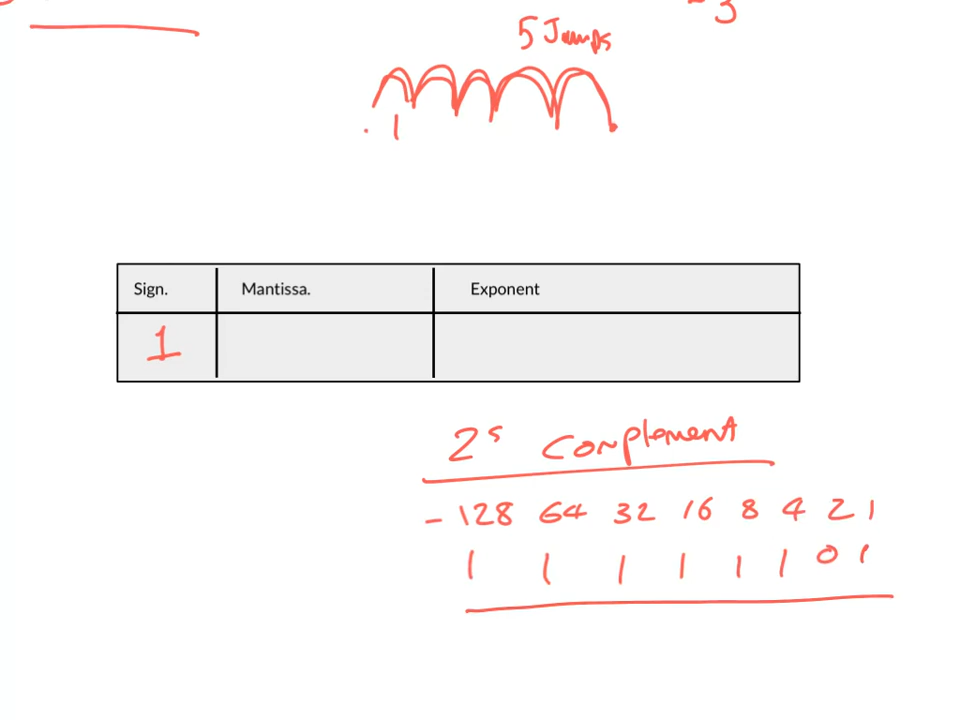 3
5 Jumps
. 1
Sign. Mantissa. Exponent
1
2s Complement
- 128 64 32 16 8 4 2 1
1 1 1 1 1 1 0 1